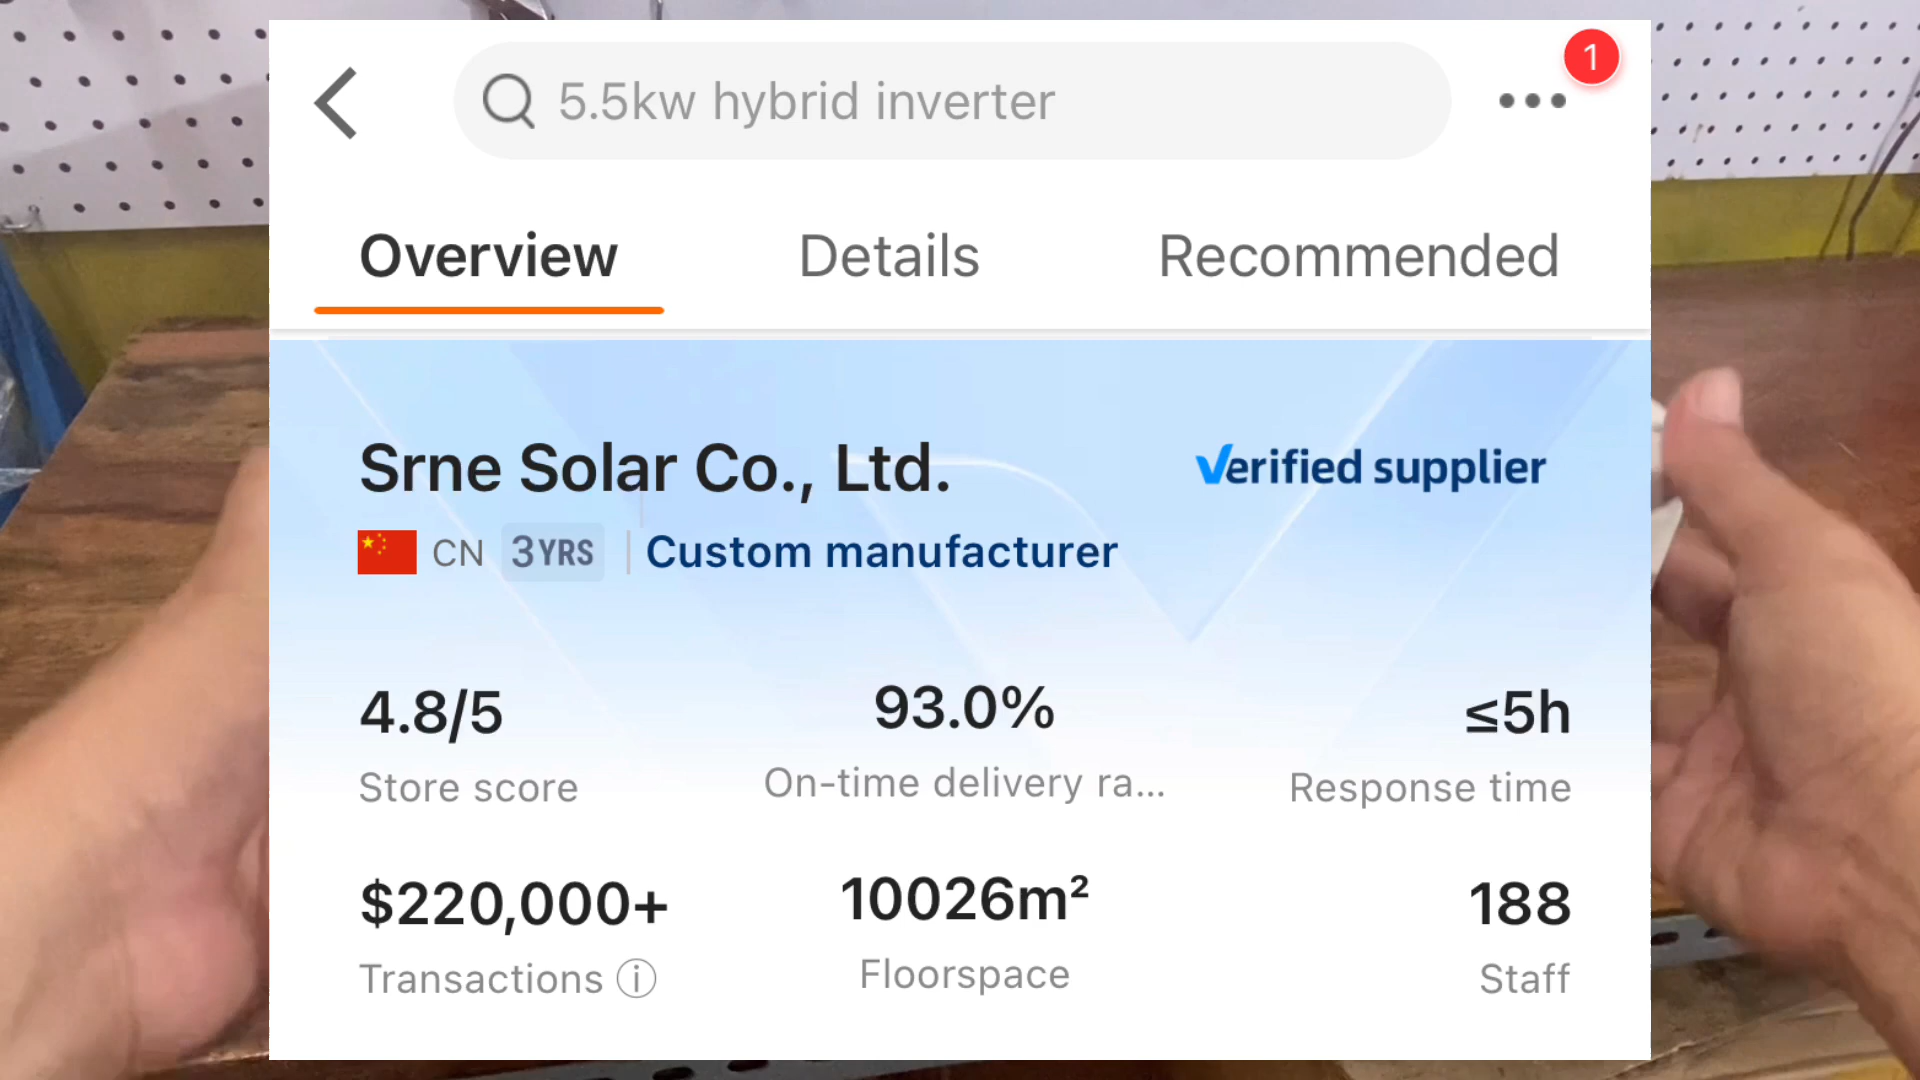 5.5kw hybrid inverter
1
Overview Details Recommended
Srne Solar Co., Ltd.
Verified supplier
CN 3YRS Custom manufacturer
4.8/5 93.0% ≤5h
Store score On-time delivery ra... Response time
$220,000+ 10026m² 188
Transactions Floorspace Staff